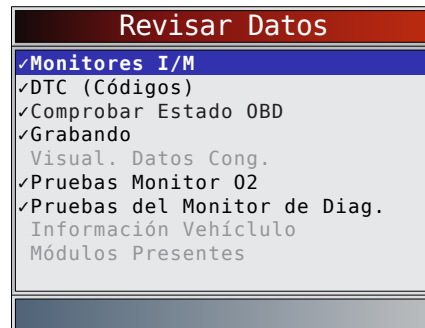 Revisar Datos
✓Monitores I/M
✓DTC (Códigos)
✓Comprobar Estado OBD
✓Grabando
Visual. Datos Cong.
✓Pruebas Monitor O2
✓Pruebas del Monitor de Diag.
Información Vehíclulo
Módulos Presentes